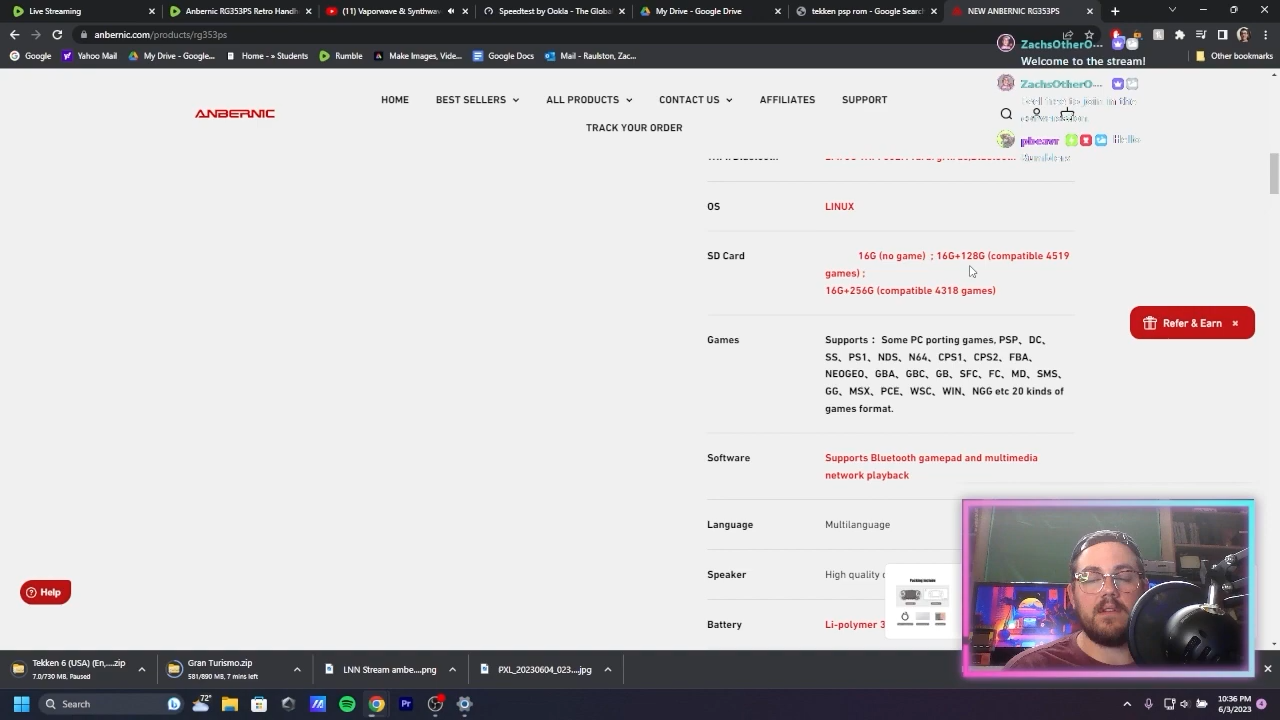 Live Streaming
Anbernic RG353PS Retro Handh
(11) Vaporwave & Synthwav
Speedtest by Ookla - The Global
My Drive - Google Drive
tekken psp rom - Google Search
NEW ANBERNIC RG353PS
anbernic.com/products/rg353ps
Google
Yahoo Mail
My Drive - Google...
Home - > Students
Rumble
Make Images, Vide...
Google Docs
Mail - Raulston, Zac...
Other bookmarks
ZachsOtherO...
Welcome to the stream!
ZachsOtherO...
pbeavr
Hello
Rumblers
ANBERNIC
HOME
BEST SELLERS
ALL PRODUCTS
CONTACT US
AFFILIATES
SUPPORT
TRACK YOUR ORDER
OS
LINUX
SD Card
16G (no game) ; 16G+128G (compatible 4519
games) ;
16G+256G (compatible 4318 games)
Games
Supports： Some PC porting games, PSP、DC、
SS、PS1、NDS、N64、CPS1、CPS2、FBA、
NEOGEO、GBA、GBC、GB、SFC、FC、MD、SMS、
GG、MSX、PCE、WSC、WIN、NGG etc 20 kinds of
games format.
Software
Supports Bluetooth gamepad and multimedia
network playback
Language
Multilanguage
Speaker
High quality
Battery
Li-polymer 3
Refer & Earn ×
Help
Tekken 6 (USA) (En,....zip
7.0/730 MB, Paused
Gran Turismo.zip
581/890 MB, 7 mins left
LNN Stream ambe....png
PXL_20230604_023....jpg
72°
Search
10:36 PM
6/3/2023
4